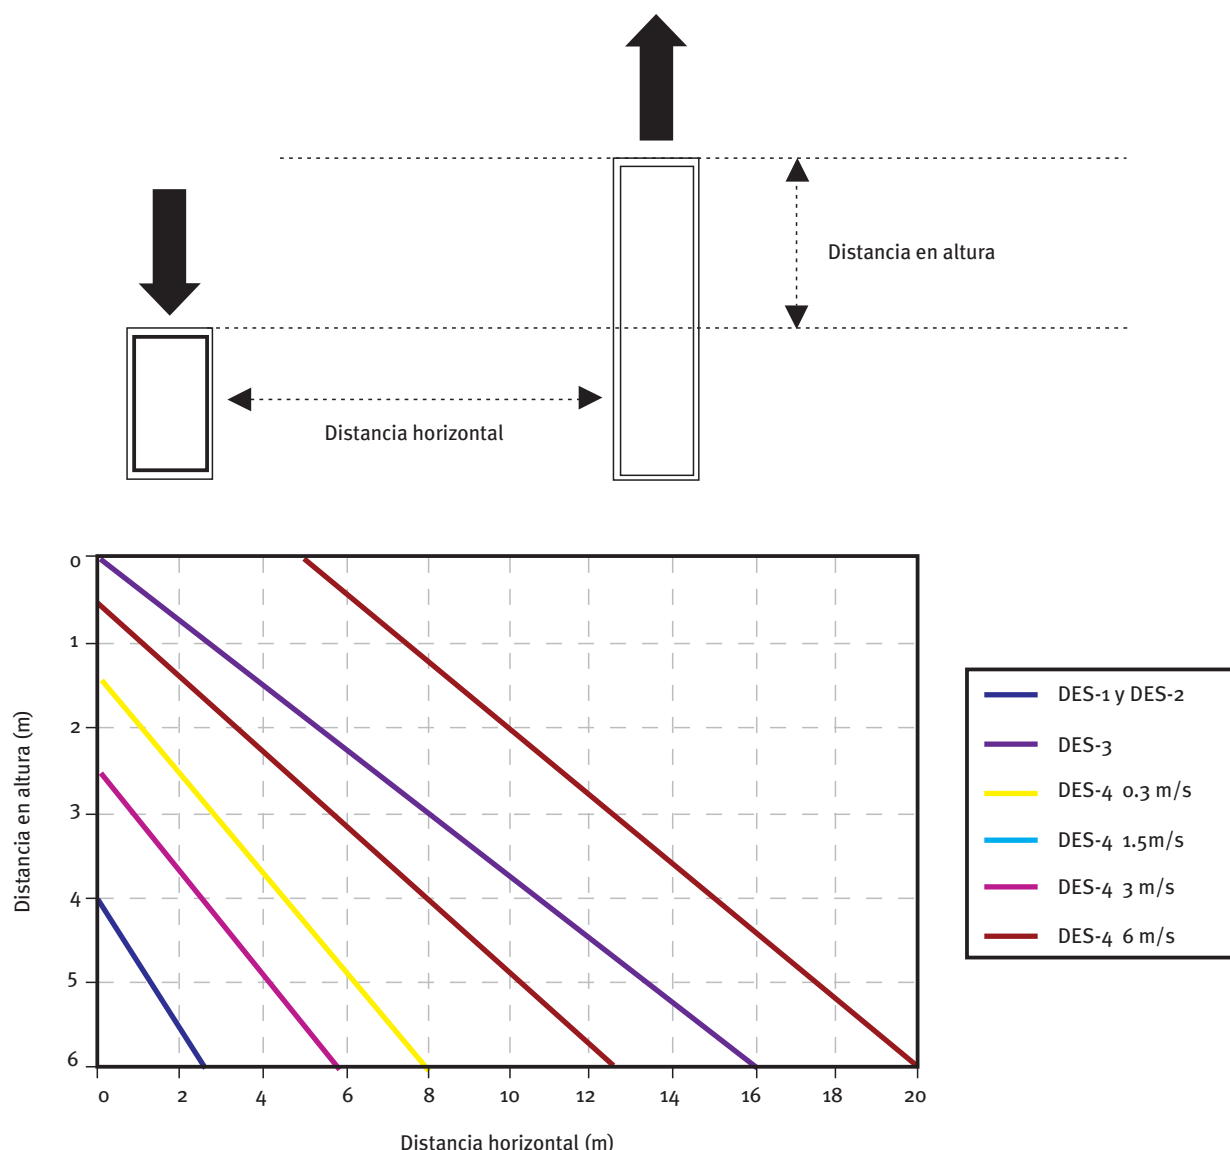 Distancia en altura
Distancia horizontal
Distancia en altura (m)
0
1
2
3
4
5
6
0 2 4 6 8 10 12 14 16 18 20
Distancia horizontal (m)
DES-1 y DES-2
DES-3
DES-4 0.3 m/s
DES-4 1.5m/s
DES-4 3 m/s
DES-4 6 m/s